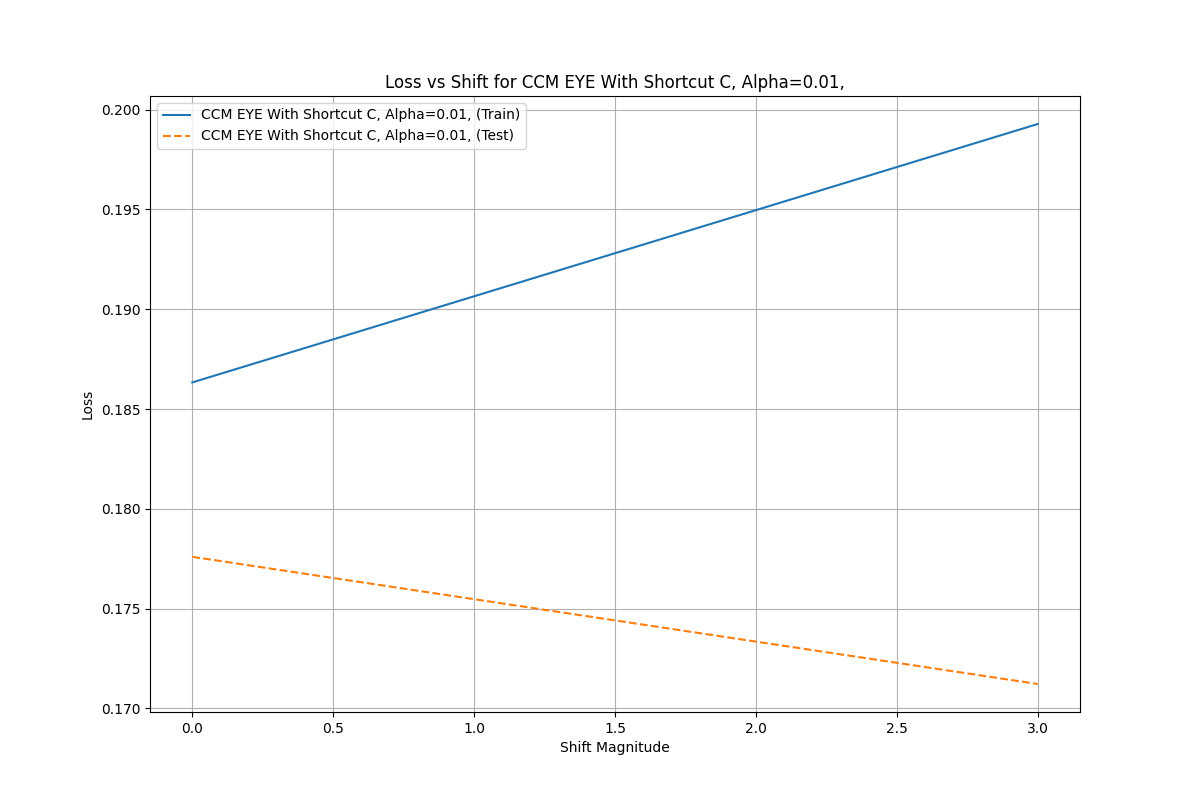 Loss vs Shift for CCM EYE With Shortcut C, Alpha=0.01,
CCM EYE With Shortcut C, Alpha=0.01, (Train)
CCM EYE With Shortcut C, Alpha=0.01, (Test)
0.200
0.195
0.190
0.185
0.180
0.175
0.170
Loss
0.0 0.5 1.0 1.5 2.0 2.5 3.0
Shift Magnitude